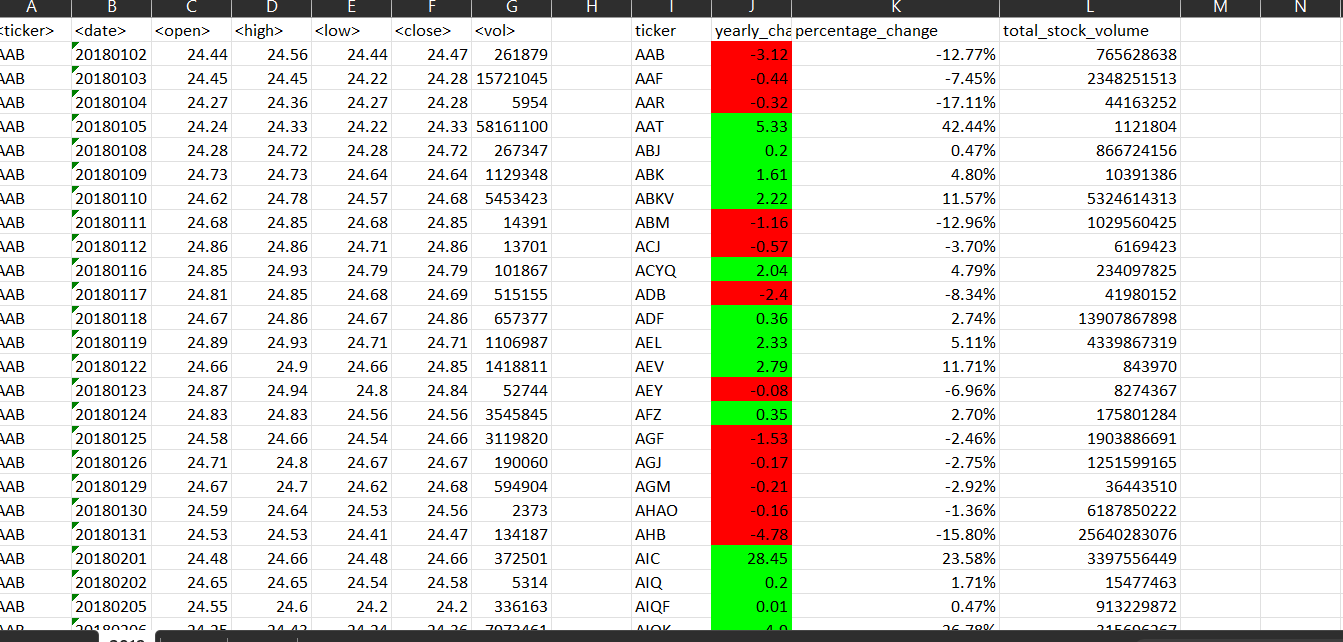 A B C D E F G H I J K L M N
<ticker> <date> <open> <high> <low> <close> <vol> ticker yearly_cha percentage_change total_stock_volume
AAB 20180102 24.44 24.56 24.44 24.47 261879 AAB -3.12 -12.77% 765628638
AAB 20180103 24.45 24.45 24.22 24.28 15721045 AAF -0.44 -7.45% 2348251513
AAB 20180104 24.27 24.36 24.27 24.28 5954 AAR -0.32 -17.11% 44163252
AAB 20180105 24.24 24.33 24.22 24.33 58161100 AAT 5.33 42.44% 1121804
AAB 20180108 24.28 24.72 24.28 24.72 267347 ABJ 0.2 0.47% 866724156
AAB 20180109 24.73 24.73 24.64 24.64 1129348 ABK 1.61 4.80% 10391386
AAB 20180110 24.62 24.78 24.57 24.68 5453423 ABKV 2.22 11.57% 5324614313
AAB 20180111 24.68 24.85 24.68 24.85 14391 ABM -1.16 -12.96% 1029560425
AAB 20180112 24.86 24.86 24.71 24.86 13701 ACJ -0.57 -3.70% 6169423
AAB 20180116 24.85 24.93 24.79 24.79 101867 ACYQ 2.04 4.79% 234097825
AAB 20180117 24.81 24.85 24.68 24.69 515155 ADB -2.4 -8.34% 41980152
AAB 20180118 24.67 24.86 24.67 24.86 657377 ADF 0.36 2.74% 13907867898
AAB 20180119 24.89 24.93 24.71 24.71 1106987 AEL 2.33 5.11% 4339867319
AAB 20180122 24.66 24.9 24.66 24.85 1418811 AEV 2.79 11.71% 843970
AAB 20180123 24.87 24.94 24.8 24.84 52744 AEY -0.08 -6.96% 8274367
AAB 20180124 24.83 24.83 24.56 24.56 3545845 AFZ 0.35 2.70% 175801284
AAB 20180125 24.58 24.66 24.54 24.66 3119820 AGF -1.53 -2.46% 1903886691
AAB 20180126 24.71 24.8 24.67 24.67 190060 AGJ -0.17 -2.75% 1251599165
AAB 20180129 24.67 24.7 24.62 24.68 594904 AGM -0.21 -2.92% 36443510
AAB 20180130 24.59 24.64 24.53 24.56 2373 AHAO -0.16 -1.36% 6187850222
AAB 20180131 24.53 24.53 24.41 24.47 134187 AHB -4.78 -15.80% 25640283076
AAB 20180201 24.48 24.66 24.48 24.66 372501 AIC 28.45 23.58% 3397556449
AAB 20180202 24.65 24.65 24.54 24.58 5314 AIQ 0.2 1.71% 15477463
AAB 20180205 24.55 24.6 24.2 24.2 336163 AIQF 0.01 0.47% 913229872